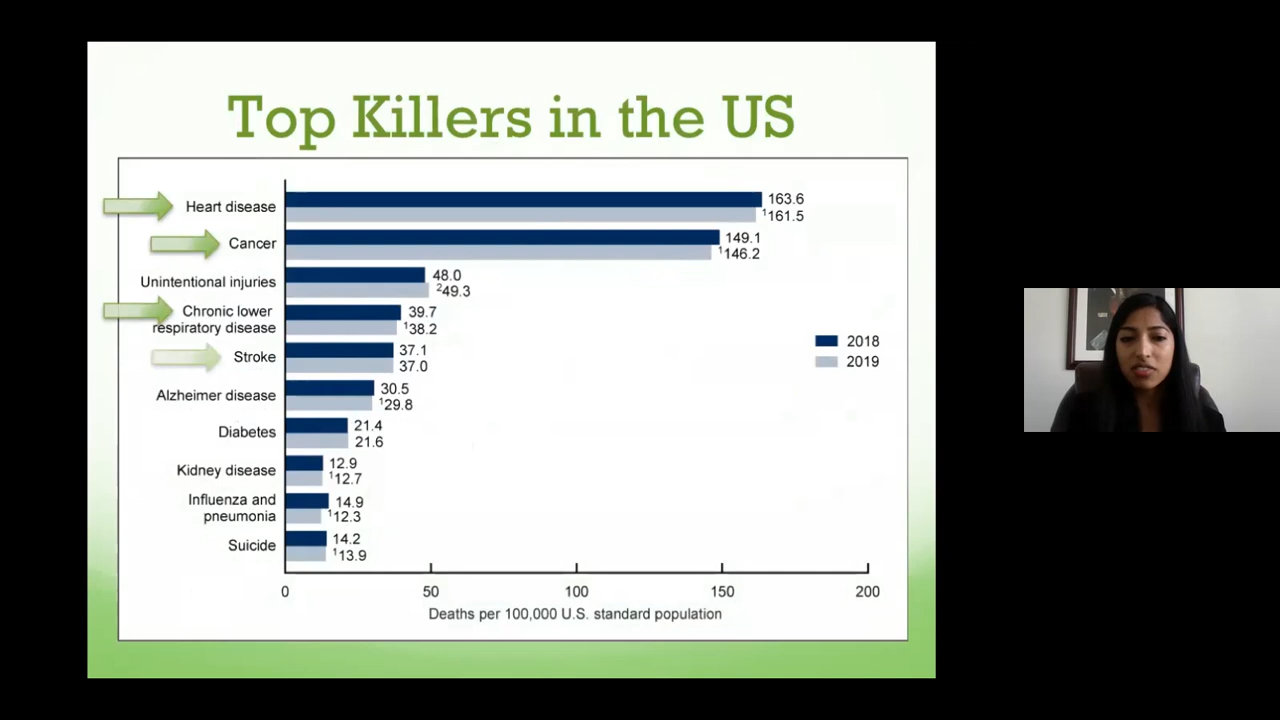 Top Killers in the US
Heart disease
163.6
¹161.5
Cancer
149.1
¹146.2
Unintentional injuries
48.0
²49.3
Chronic lower
respiratory disease
39.7
¹38.2
Stroke
37.1
37.0
Alzheimer disease
30.5
¹29.8
Diabetes
21.4
21.6
Kidney disease
12.9
¹12.7
Influenza and
pneumonia
14.9
¹12.3
Suicide
14.2
¹13.9
2018
2019
0 50 100 150 200
Deaths per 100,000 U.S. standard population